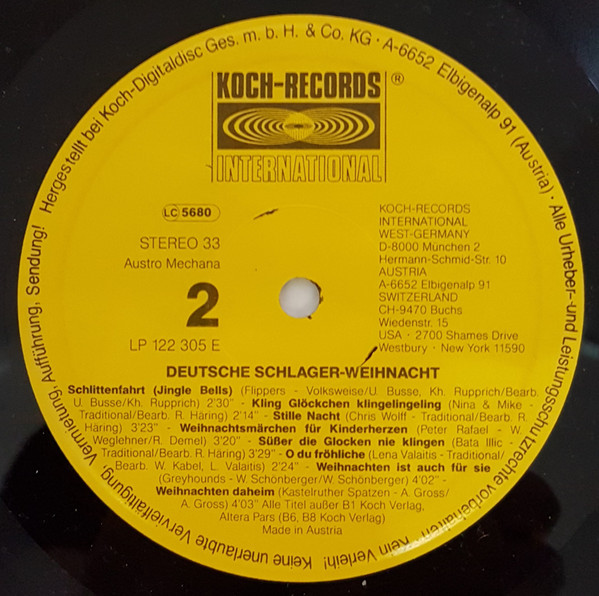 Hergestellt bei Koch-Digitaldisc Ges. m. b. H. & Co. KG · A-6652 Elbigenalp 91 (Austria) · Alle Urheber- und Leistungsschutzrechte vorbehalten · Kein Verleih! Keine unerlaubte Vervielfältigung, Vermietung, Aufführung, Sendung!
KOCH-RECORDS ®
INTERNATIONAL
LC 5680
STEREO 33
Austro Mechana
2
LP 122 305 E
KOCH-RECORDS
INTERNATIONAL
WEST-GERMANY
D-8000 München 2
Hermann-Schmid-Str. 10
AUSTRIA
A-6652 Elbigenalp 91
SWITZERLAND
CH-9470 Buchs
Wiedenstr. 15
USA · 2700 Shames Drive
Westbury · New York 11590
DEUTSCHE SCHLAGER-WEIHNACHT
Schlittenfahrt (Jingle Bells) (Flippers - Volksweise/U. Busse, Kh. Rupprich/Bearb.
U. Busse/Kh. Rupprich) 2'30" - Kling Glöckchen klingelingeling (Nina & Mike -
Traditional/Bearb. R. Häring) 2'14" - Stille Nacht (Chris Wolff - Traditional/Bearb. R.
Häring) 3'23" - Weihnachtsmärchen für Kinderherzen (Peter Rafael - W.
Weglehner/R. Demel) 3'20" - Süßer die Glocken nie klingen (Bata Illic -
Traditional/Bearb. R. Häring) 3'29" - O du fröhliche (Lena Valaitis - Traditional/
Bearb. W. Kabel, L. Valaitis) 2'24" - Weihnachten ist auch für sie
(Greyhounds - W. Schönberger/W. Schönberger) 4'02" -
Weihnachten daheim (Kastelruther Spatzen - A. Gross/
A. Gross) 4'03" Alle Titel außer B1 Koch Verlag,
Altera Pars (B6, B8 Koch Verlag)
Made in Austria